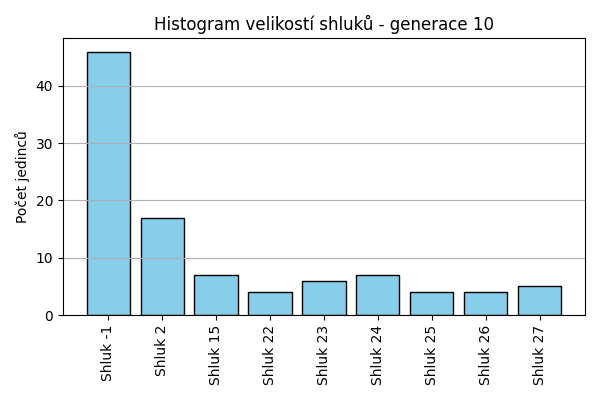 Histogram velikostí shluků - generace 10
Počet jedinců
40
30
20
10
0
Shluk -1
Shluk 2
Shluk 15
Shluk 22
Shluk 23
Shluk 24
Shluk 25
Shluk 26
Shluk 27